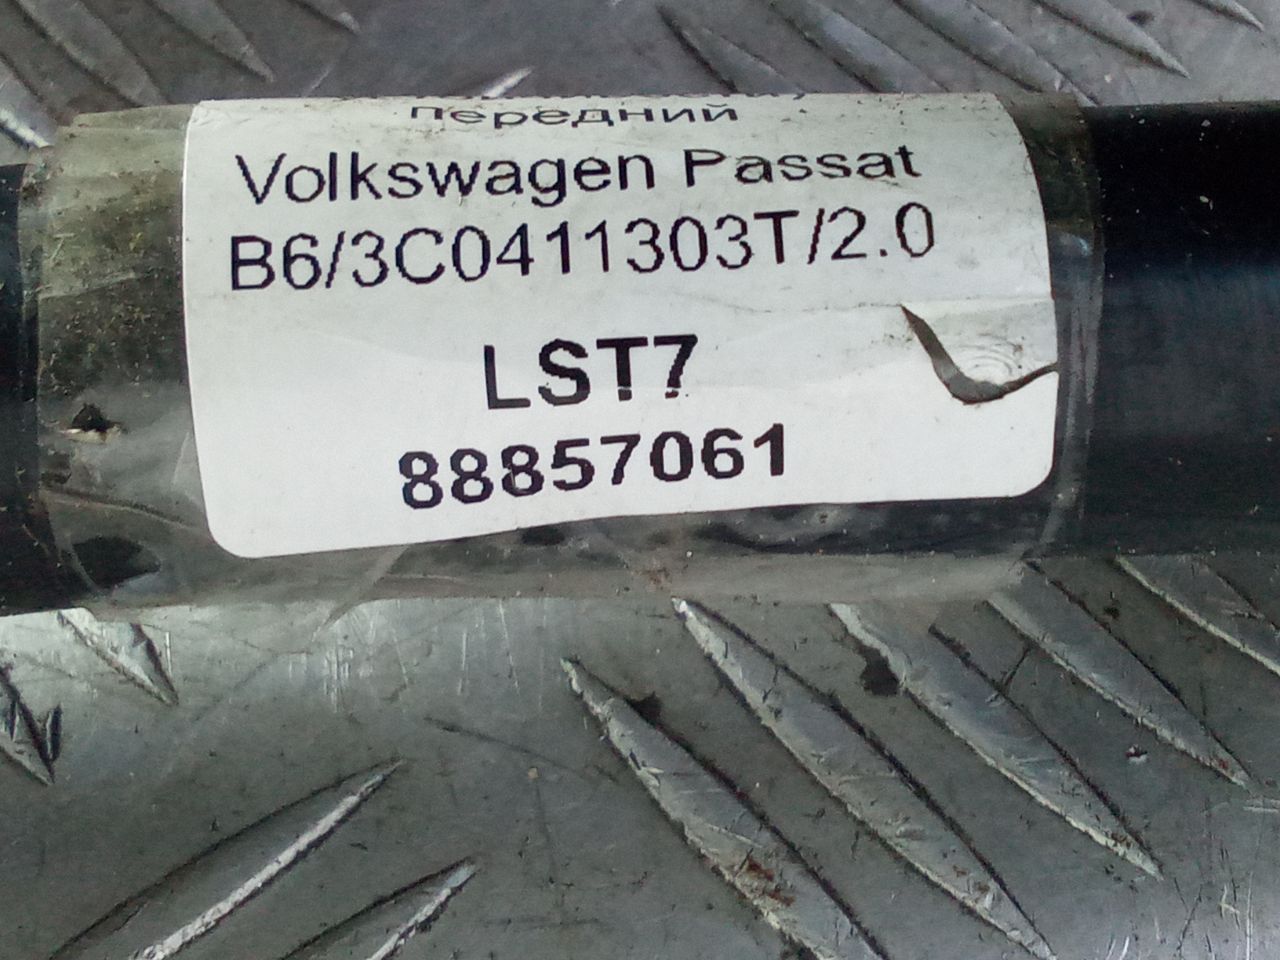 передний
Volkswagen Passat
B6/3C0411303T/2.0
LST7
88857061